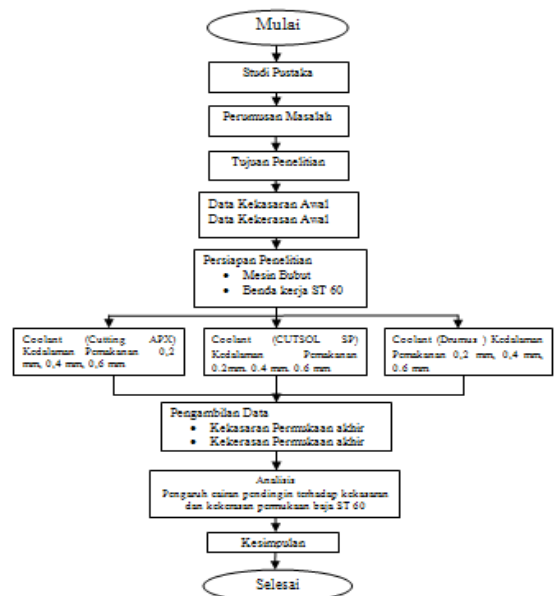 Mulai
Studi Pustaka
Perumusan Masalah
Tujuan Penelitian
Data Kekasaran Awal
Data Kekerasan Awal
Persiapan Penelitian
• Mesin Bubut
• Benda kerja ST 60
Coolant (Cutting APX)
Kedalaman Pemakanan 0,2
mm, 0,4 mm, 0,6 mm
Coolant (CUTSOL SP)
Kedalaman Pemakanan
0.2mm. 0.4 mm. 0.6 mm
Coolant (Dromus ) Kedalaman
Pemakanan 0,2 mm, 0,4 mm,
0.6 mm
Pengambilan Data
• Kekasaran Permukaan akhir
• Kekerasan Permukaan akhir
Analisis
Pengaruh cairan pendingin terhadap kekasaran
dan kekerasan permukaan baja ST 60
Kesimpulan
Selesai